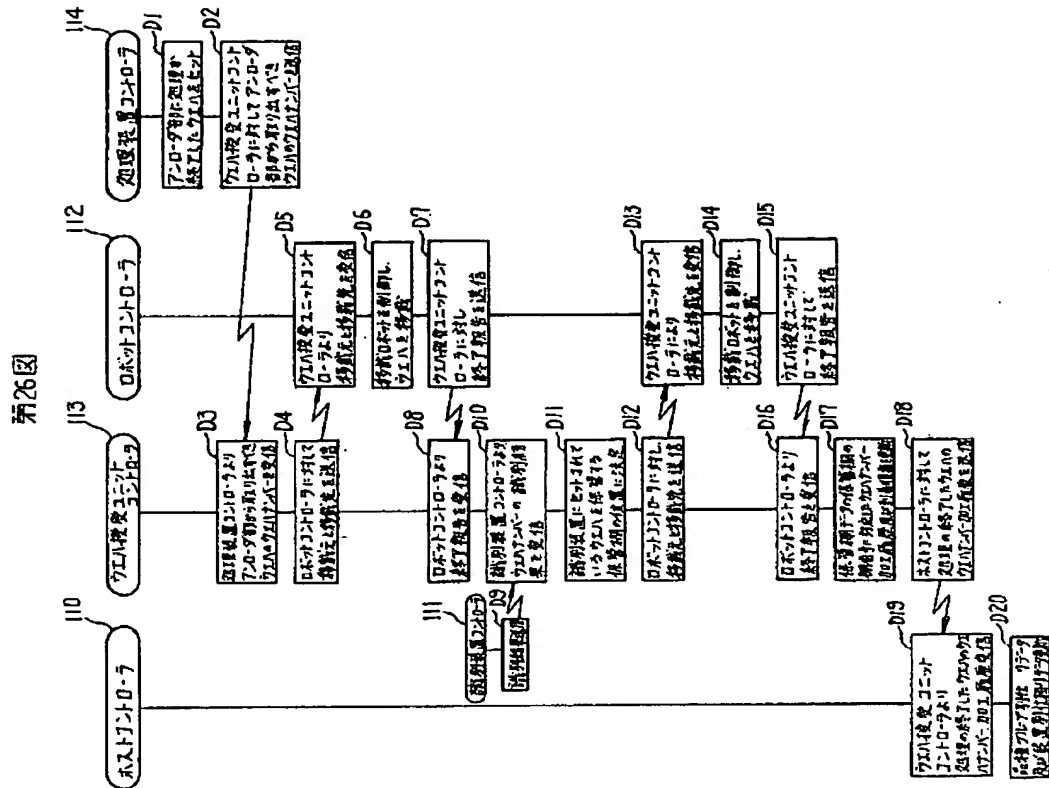 第26図
110
ホストコントローラ
113
ウエハ授受ユニット
コントローラ
112
ロボットコントローラ
114
処理装置コントローラ
D1
アンローダ部に処理が
終了したウエハをセット
D2
ウエハ授受ユニットコント
ローラに対してアンローダ
部から取り出すべき
ウエハのウエハナンバーを送信
D3
処理装置コントローラより
アンローダ部から取り出すべき
ウエハのウエハナンバーを受信
D4
ロボットコントローラに対して
移載元と移載先を送信
D5
ウエハ授受ユニットコント
ローラより
移載元と移載先を受信
D6
移載ロボットを制御し、
ウエハを移載
D7
ウエハ授受ユニットコント
ローラに対し
終了報告を送信
D8
ロボットコントローラより
終了報告を受信
111
識別装置コントローラ
D9
識別結果送信
D10
識別装置コントローラより
ウエハナンバーの識別結
果を受信
D11
識別装置にセットされて
いるウエハを保管する
保管棚の位置に決定
D12
ロボットコントローラに対し、
移載元と移載先を送信
D13
ウエハ授受ユニットコント
ローラにより
移載元と移載先を受信
D14
移載ロボットを制御し、
ウエハを移載
D15
ウエハ授受ユニットコント
ローラに対して
終了報告を送信
D16
ロボットコントローラより
終了報告を受信
D17
保管棚データの保管棚の
D18
ホストコントローラに対して
処理の終了したウエハの
ウエハナンバー加工履歴を送信
D19
ウエハ授受ユニット
コントローラより
処理の終了したウエハのウエ
ハナンバー、加工履歴受信
D20